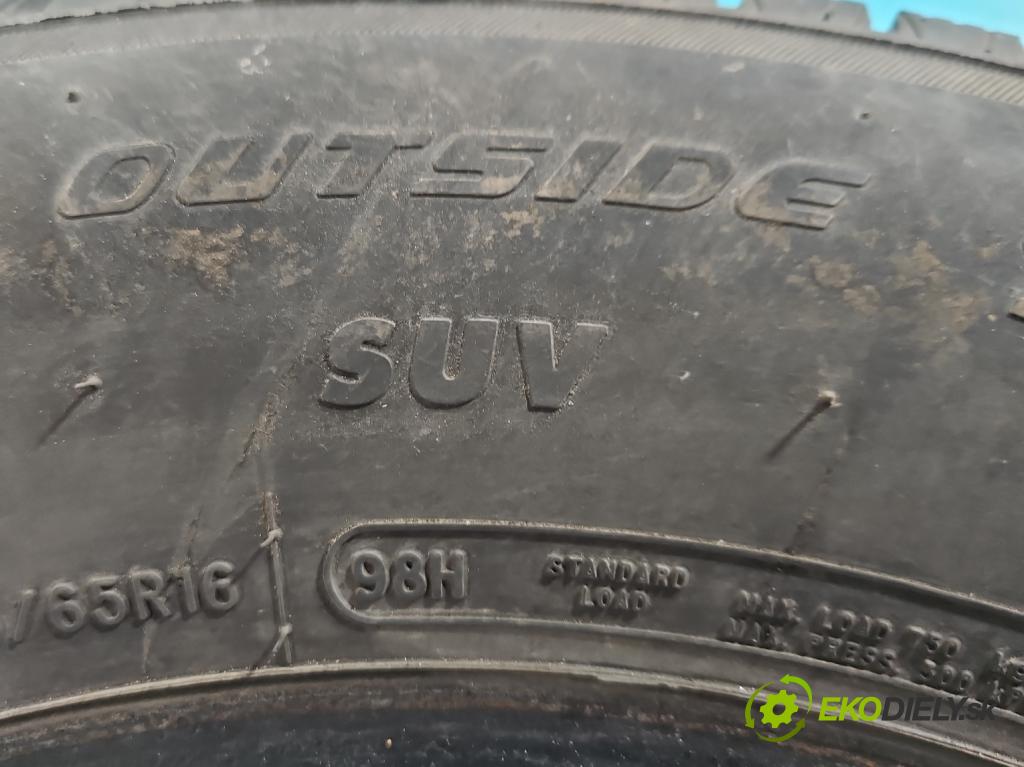 OUTSIDE
SUV
/65R16
98H
STANDARD
LOAD
MAX. LOAD 750
MAX. PRESS. 300
EKODIELY.sk